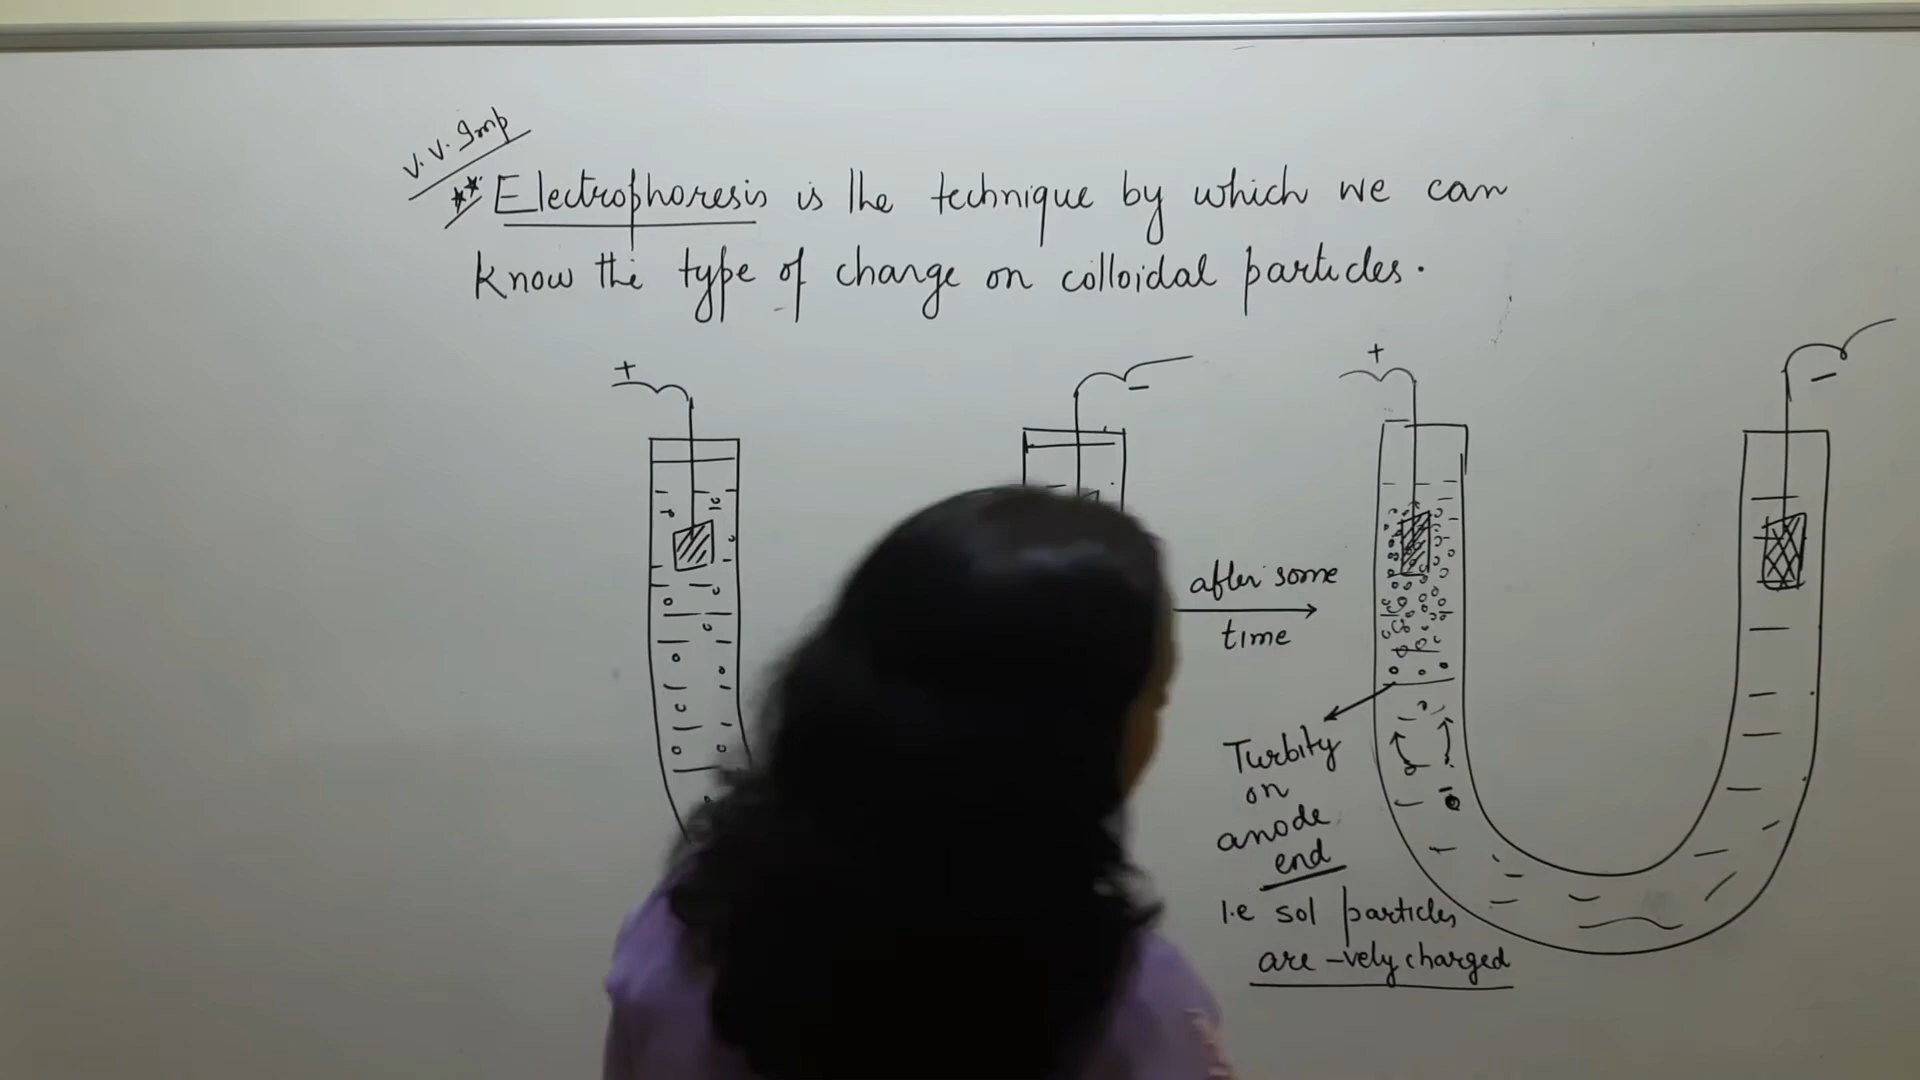 V. V. Imp
** Electrophoresis is the technique by which we can
know the type of charge on colloidal particles.
+
-
after some
time
+
-
Turbity
on
anode
end
i.e sol particles
are -vely charged